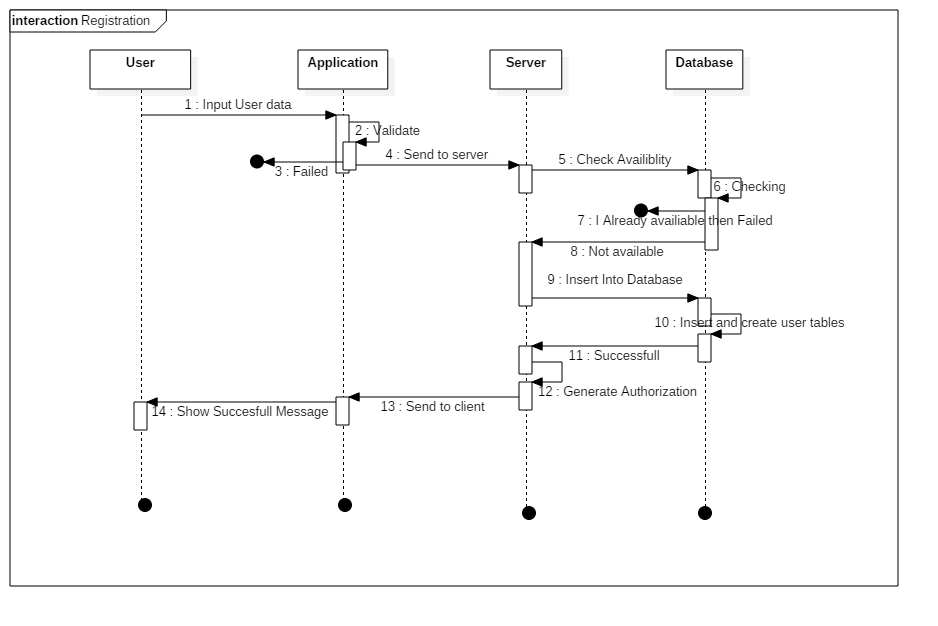 interaction Registration
User
Application
Server
Database
1 : Input User data
2 : Validate
3 : Failed
4 : Send to server
5 : Check Availiblity
6 : Checking
7 : I Already availiable then Failed
8 : Not available
9 : Insert Into Database
10 : Insert and create user tables
11 : Successfull
12 : Generate Authorization
13 : Send to client
14 : Show Succesfull Message